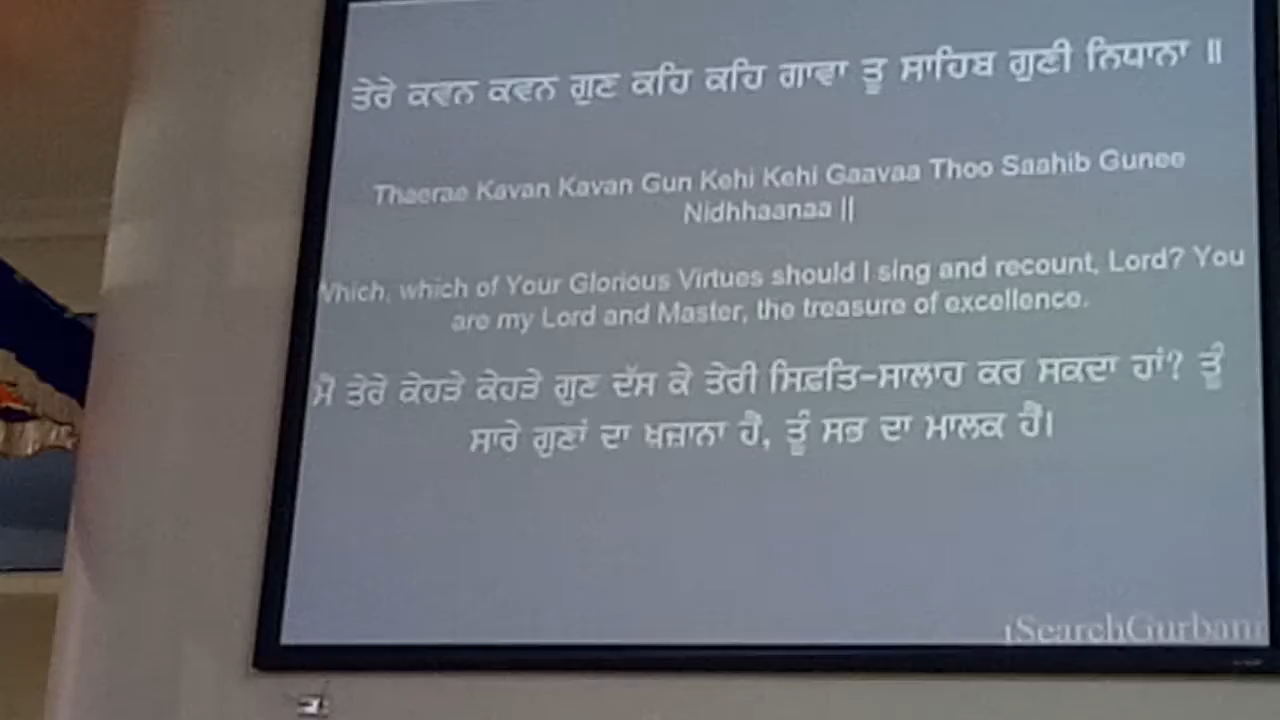 ਤੇਰੇ ਕਵਨ ਕਵਨ ਗੁਣ ਕਹਿ ਕਹਿ ਗਾਵਾ ਤੂ ਸਾਹਿਬ ਗੁਣੀ ਨਿਧਾਨਾ ॥
Thaerae Kavan Kavan Gun Kehi Kehi Gaavaa Thoo Saahib Gunee
Nidhhaanaa ||
Which, which of Your Glorious Virtues should I sing and recount, Lord? You
are my Lord and Master, the treasure of excellence.
ਮੈਂ ਤੇਰੇ ਕੇਹੜੇ ਕੇਹੜੇ ਗੁਣ ਦੱਸ ਕੇ ਤੇਰੀ ਸਿਫ਼ਤਿ-ਸਾਲਾਹ ਕਰ ਸਕਦਾ ਹਾਂ? ਤੂੰ
ਸਾਰੇ ਗੁਣਾਂ ਦਾ ਖ਼ਜ਼ਾਨਾ ਹੈਂ, ਤੂੰ ਸਭ ਦਾ ਮਾਲਕ ਹੈਂ।
iSearchGurbani